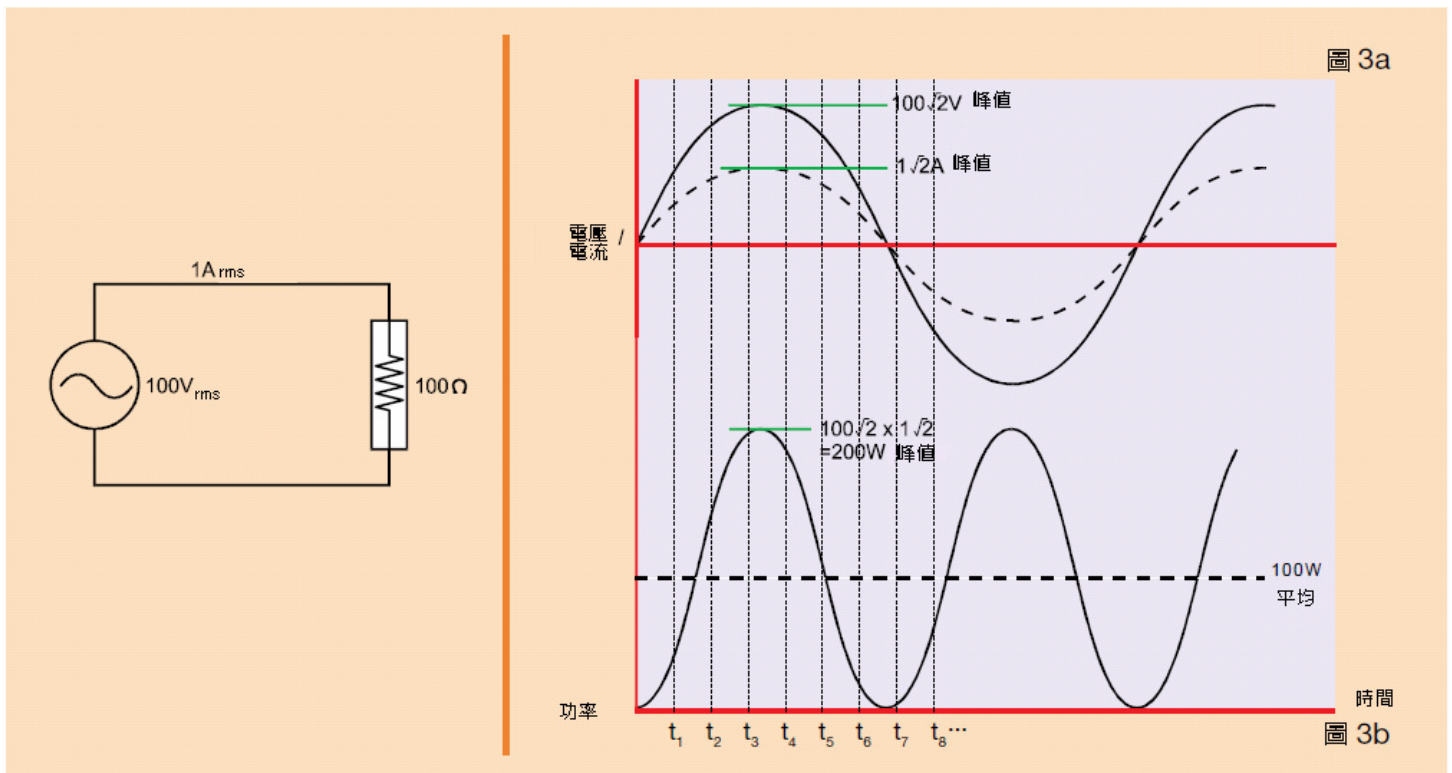 1A rms
100Vrms
100Ω
圖 3a
100√2V 峰值
1√2A 峰值
電壓 /
電流
100√2 x 1√2
=200W 峰值
100W
平均
功率
時間
t1 t2 t3 t4 t5 t6 t7 t8 ...
圖 3b